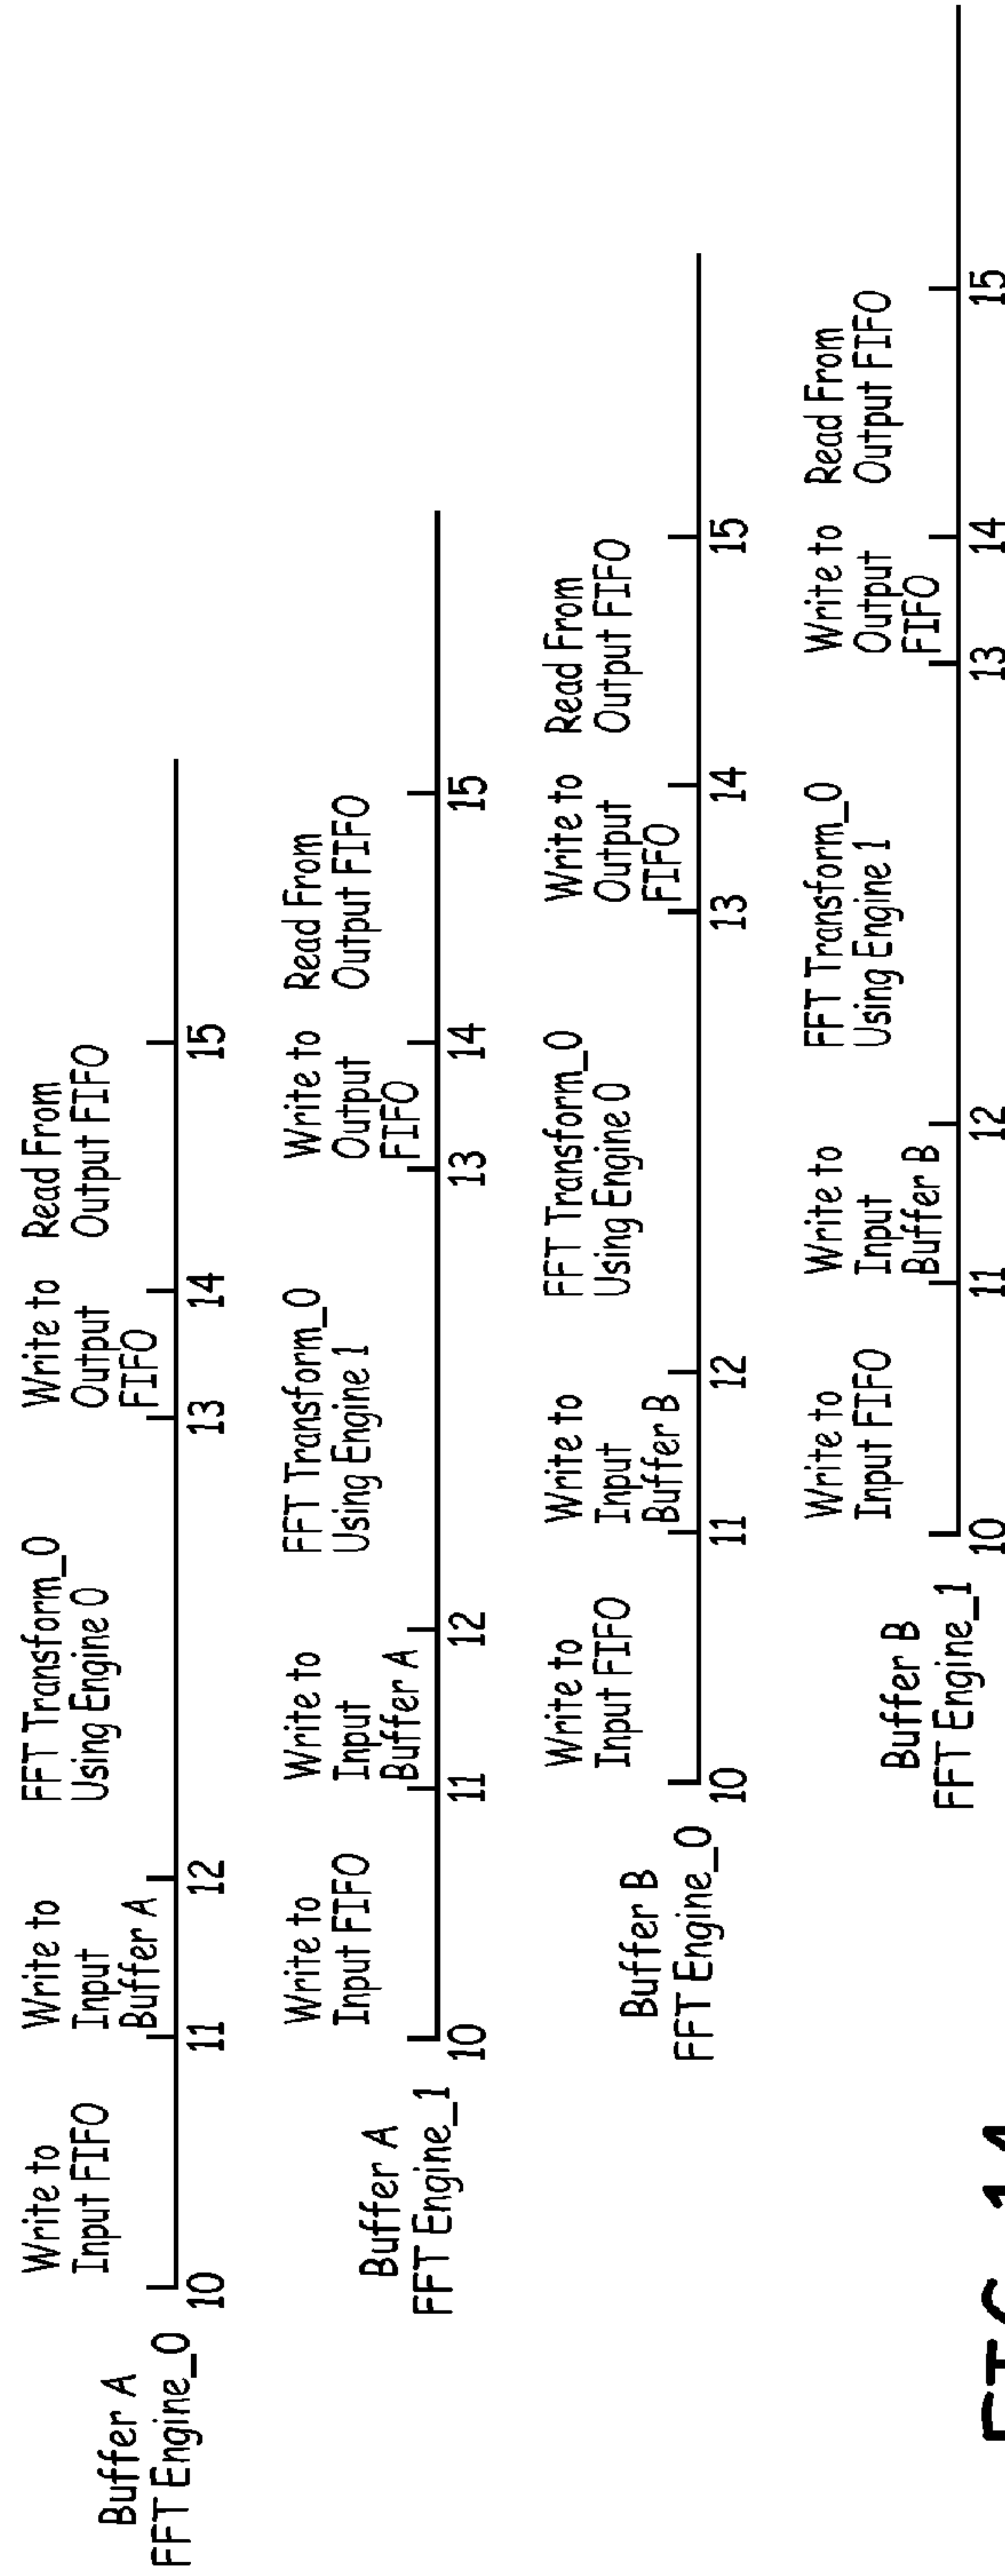 Buffer A
FFT Engine_0
Write to
Input FIFO
Write to
Input
Buffer A
FFT Transform_0
Using Engine 0
Write to
Output
FIFO
Read From
Output FIFO
10 11 12 13 14 15
Buffer A
FFT Engine_1
Write to
Input FIFO
Write to
Input
Buffer A
FFT Transform_0
Using Engine 1
Write to
Output
FIFO
Read From
Output FIFO
10 11 12 13 14 15
Buffer B
FFT Engine_0
Write to
Input FIFO
Write to
Input
Buffer B
FFT Transform_0
Using Engine 0
Write to
Output
FIFO
Read From
Output FIFO
10 11 12 13 14 15
Buffer B
FFT Engine_1
Write to
Input FIFO
Write to
Input
Buffer B
FFT Transform_0
Using Engine 1
Write to
Output
FIFO
Read From
Output FIFO
10 11 12 13 14 15